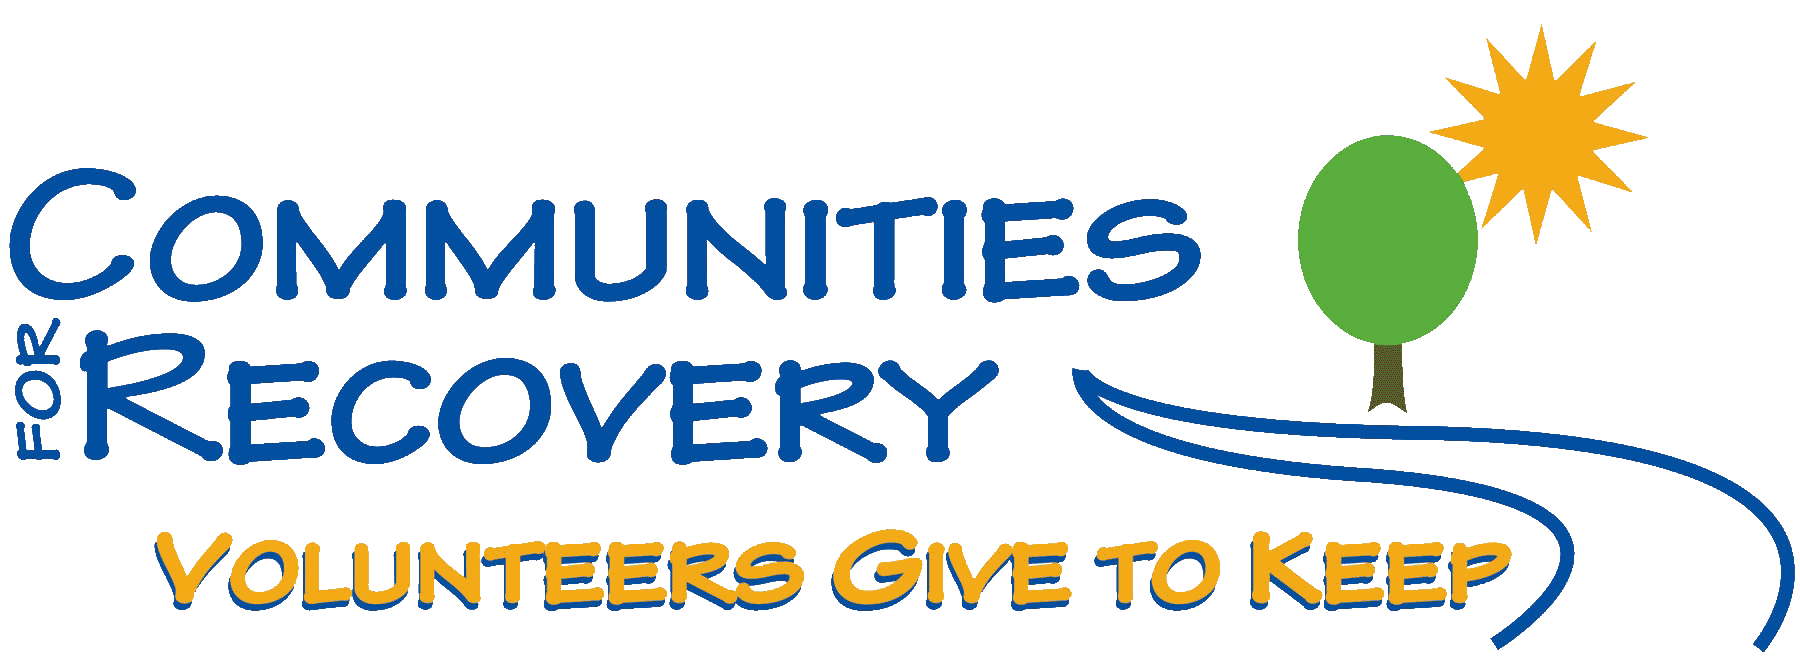 COMMUNITIES
FOR RECOVERY
VOLUNTEERS GIVE TO KEEP